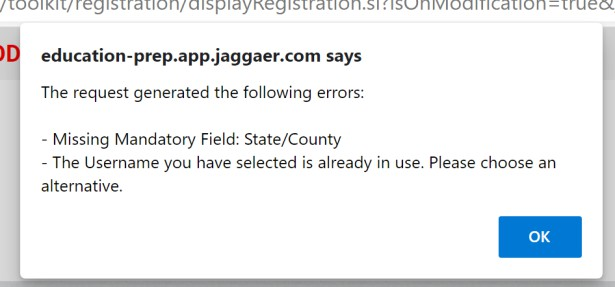 /toolkit/registration/displayRegistration.si?isOnModification=true&
OD
education-prep.app.jaggaer.com says
The request generated the following errors:
- Missing Mandatory Field: State/County
- The Username you have selected is already in use. Please choose an
alternative.
OK